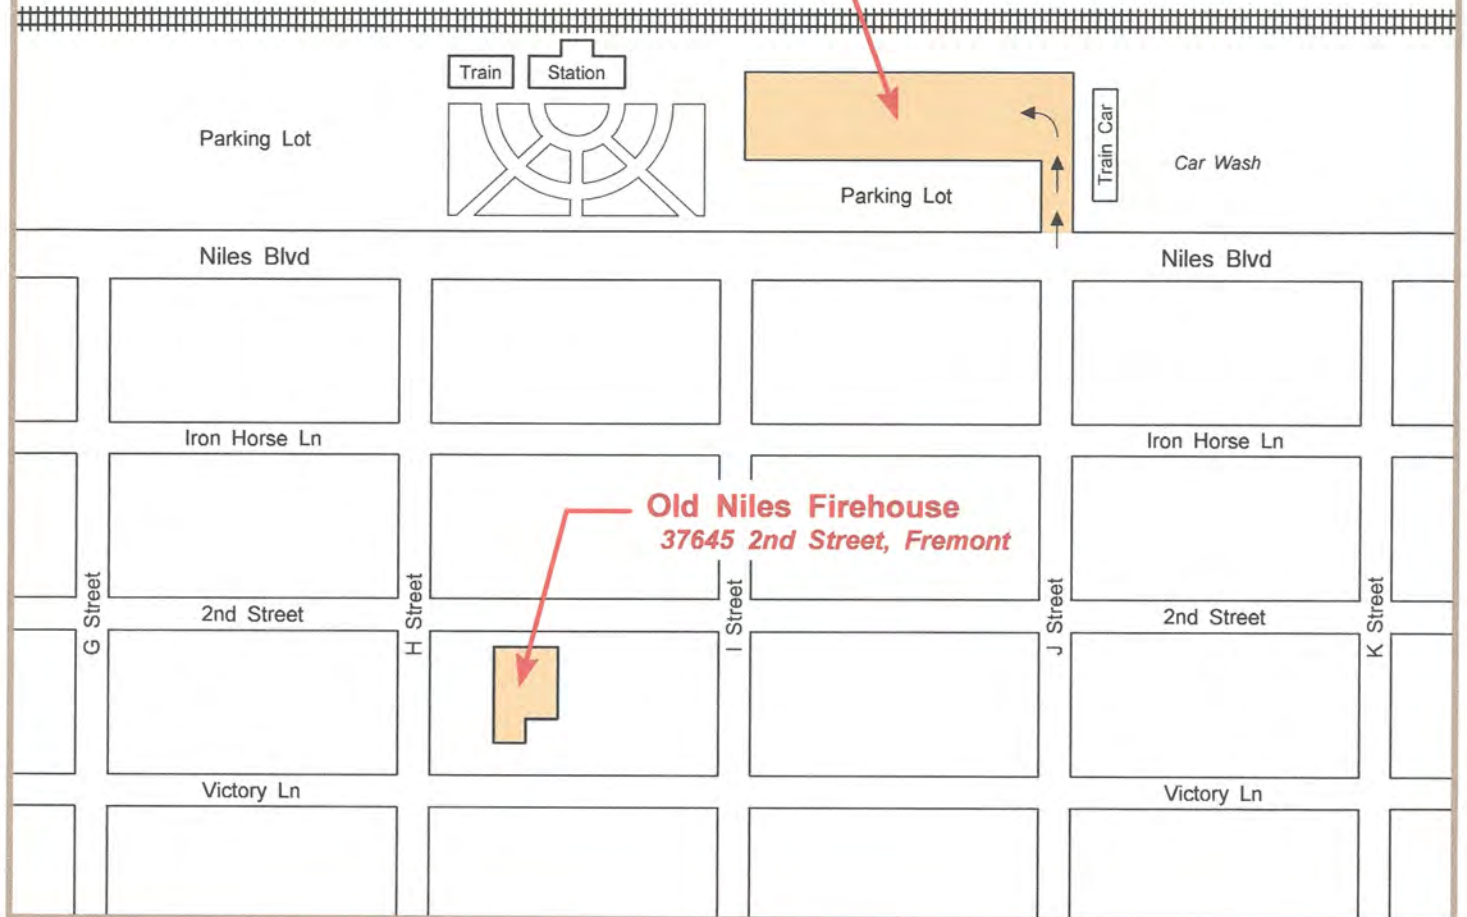 Train
Station
Parking Lot
Train Car
Car Wash
Parking Lot
Niles Blvd
Niles Blvd
Iron Horse Ln
Iron Horse Ln
Old Niles Firehouse
37645 2nd Street, Fremont
G Street
2nd Street
H Street
I Street
J Street
2nd Street
K Street
Victory Ln
Victory Ln